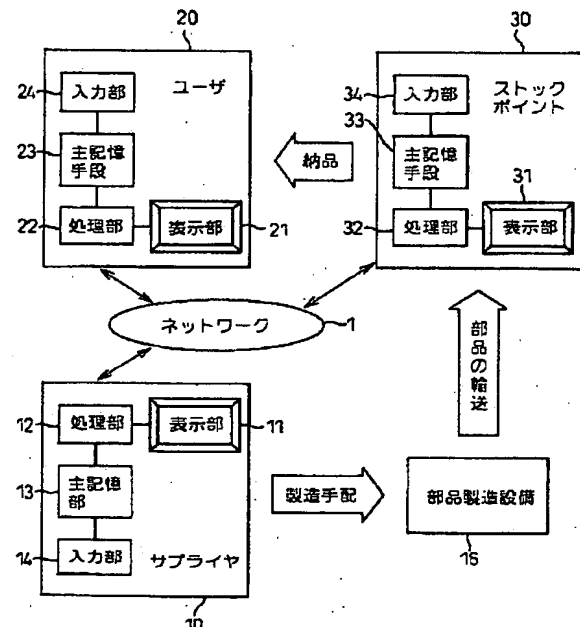 20
ユーザ
24
入力部
23
主記憶
手段
22
処理部
表示部
21
30
ストック
ポイント
34
入力部
33
主記憶
手段
31
32
処理部
表示部
納品
ネットワーク
1
部品の輸送
12
処理部
表示部
11
13
主記憶
部
14
入力部
サプライヤ
10
製造手配
部品製造設備
16